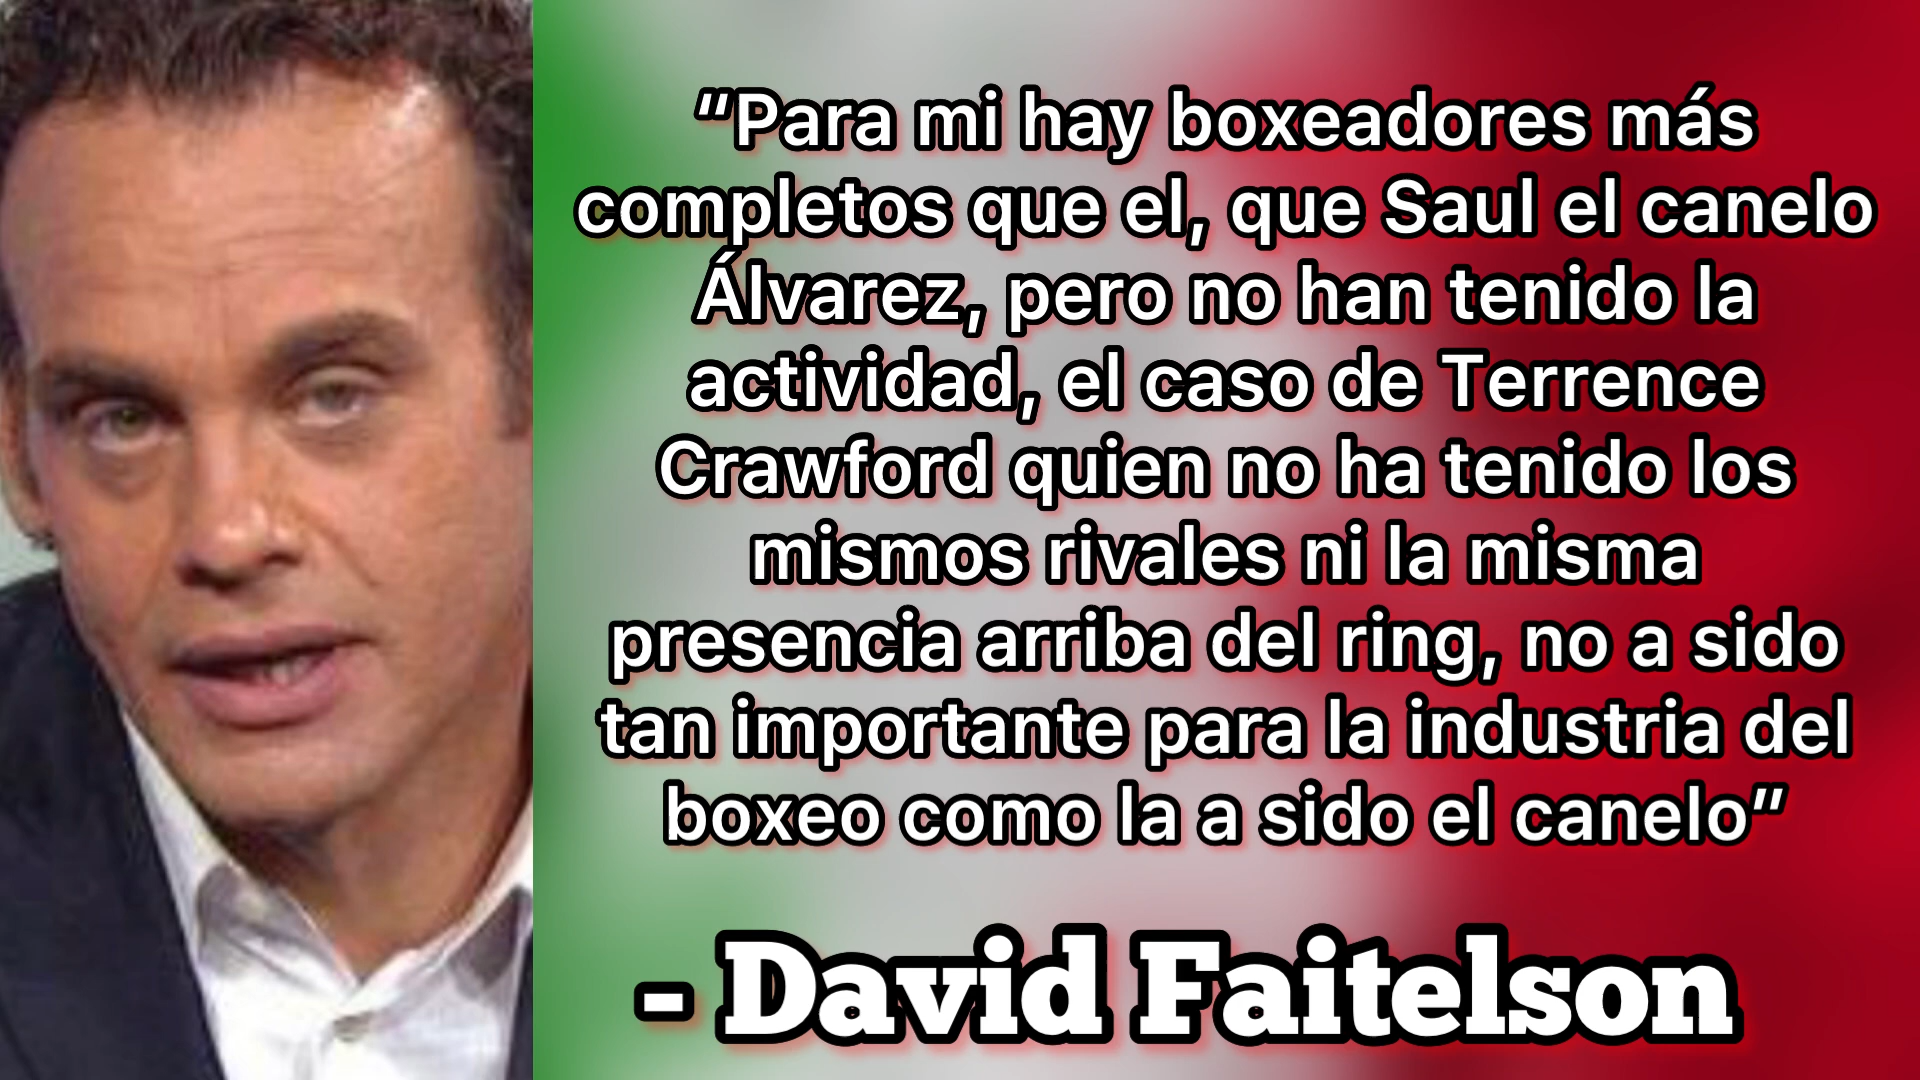 “Para mi hay boxeadores más
completos que el, que Saul el canelo
Álvarez, pero no han tenido la
actividad, el caso de Terrence
Crawford quien no ha tenido los
mismos rivales ni la misma
presencia arriba del ring, no a sido
tan importante para la industria del
boxeo como la a sido el canelo”
- David Faitelson